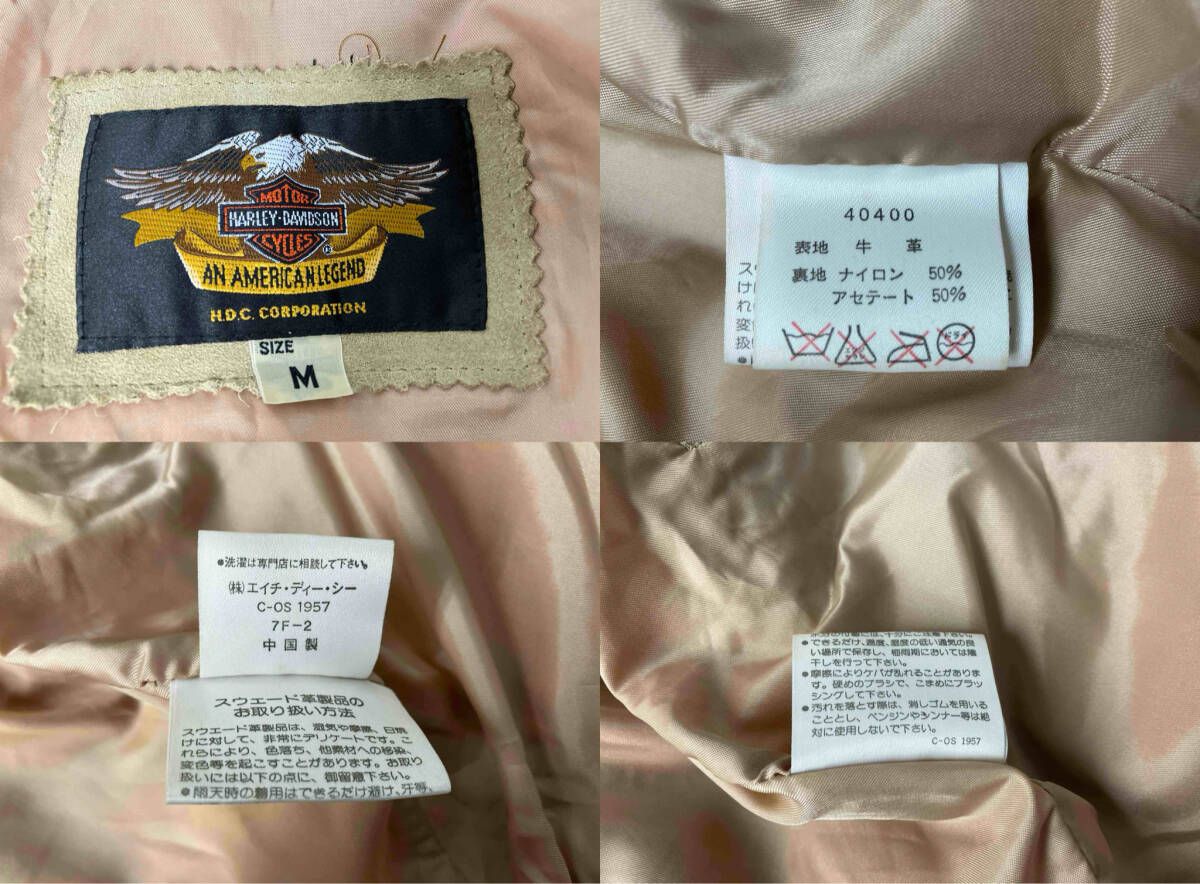 MOTOR
HARLEY-DAVIDSON
CYCLES
®
AN AMERICAN LEGEND
H.D.C. CORPORATION
SIZE
M
40400
表地 牛 革
裏地 ナイロン 50%
アセテート 50%
ドライ
●洗濯は専門店に相談して下さい。
㈱エイチ・ディー・シー
C-OS 1957
7F-2
中国製
スウェード革製品の
お取り扱い方法
スウェード革製品は、湿気や摩擦、日焼
けに対して、非常にデリケートです。こ
れらにより、色落ち、他素材への移染、
変色等を起こすことがあります。お取り
扱いには以下の点に、御留意下さい。
●雨天時の着用はできるだけ避け、汗等、
●できるだけ、温度、湿度の低い通気の良
い場所で保存し、梅雨期においては陰
干しを行って下さい。
●摩擦によりケバが乱れることがありま
す。硬めのブラシで、こまめにブラッ
シングして下さい。
●汚れを落とす際は、消しゴムを用いる
こととし、ベンジンやシンナー等は絶
対に使用しないで下さい。
C-OS 1957